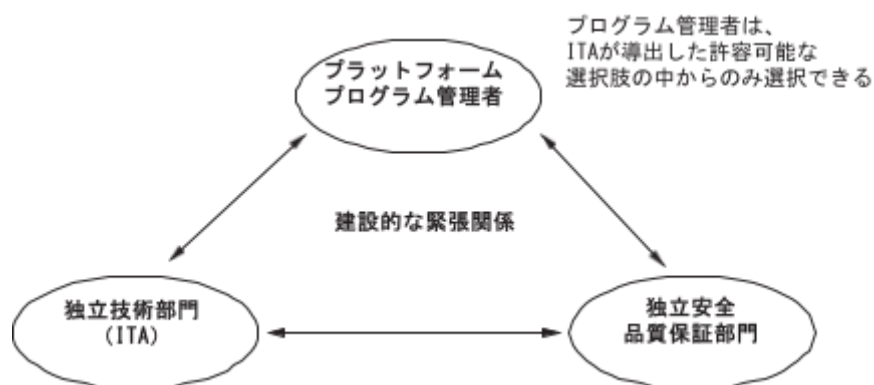 プログラム管理者は、
ITAが導出した許容可能な
選択肢の中からのみ選択できる
プラットフォーム
プログラム管理者
建設的な緊張関係
独立技術部門
(ITA)
独立安全
品質保証部門